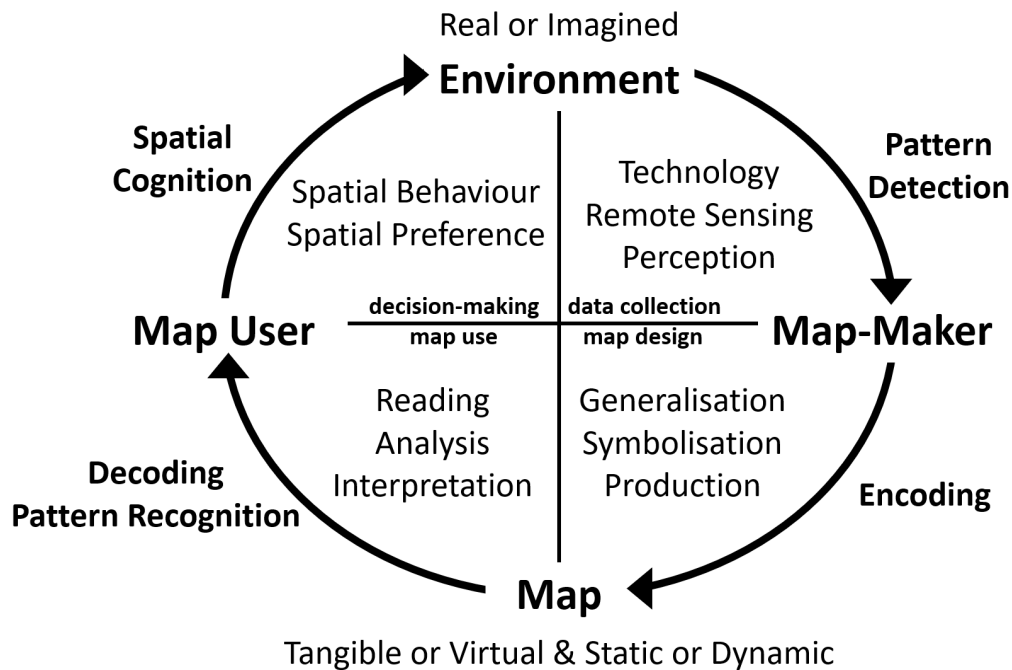 Real or Imagined
Environment
Spatial
Cognition
Pattern
Detection
Spatial Behaviour
Spatial Preference
Technology
Remote Sensing
Perception
decision-making
data collection
Map User
map use
map design
Map-Maker
Reading
Analysis
Interpretation
Generalisation
Symbolisation
Production
Decoding
Pattern Recognition
Encoding
Map
Tangible or Virtual & Static or Dynamic